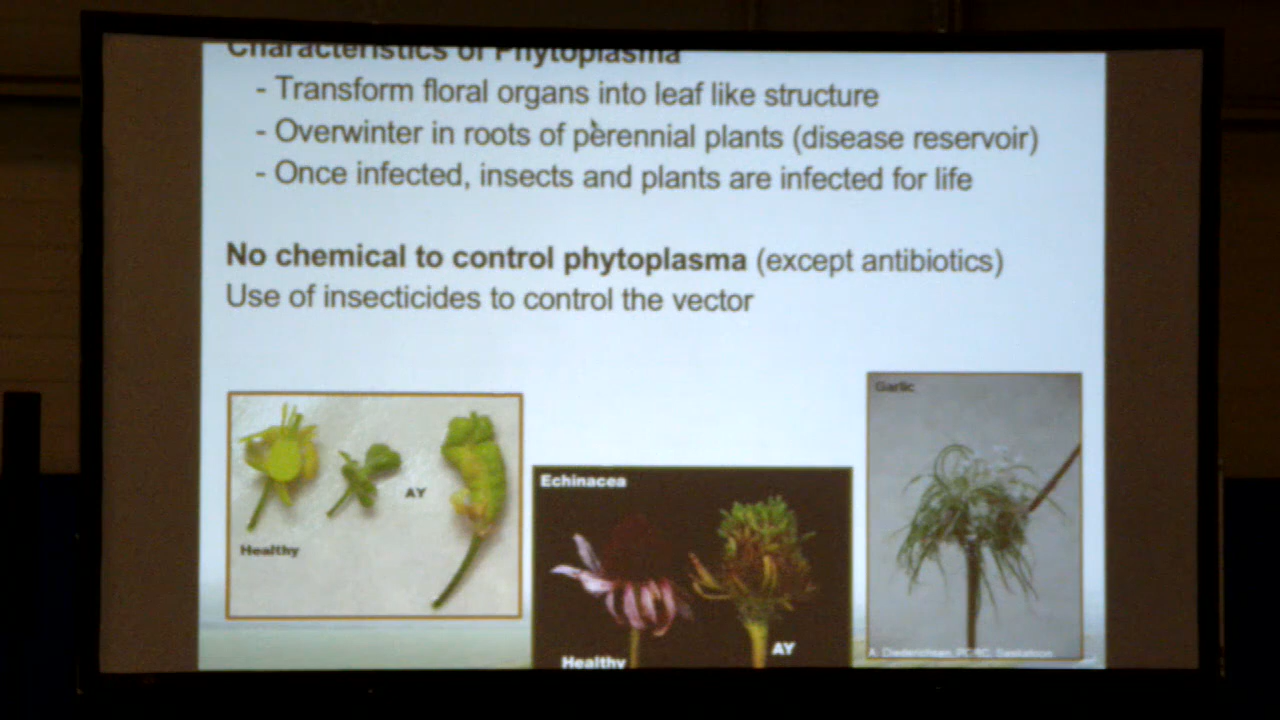 Characteristics of Phytoplasma
- Transform floral organs into leaf like structure
- Overwinter in roots of perennial plants (disease reservoir)
- Once infected, insects and plants are infected for life
No chemical to control phytoplasma (except antibiotics)
Use of insecticides to control the vector
Garlic
AY
Healthy
Echinacea
AY
Healthy
A. Diederichsen, PGRC, Saskatoon